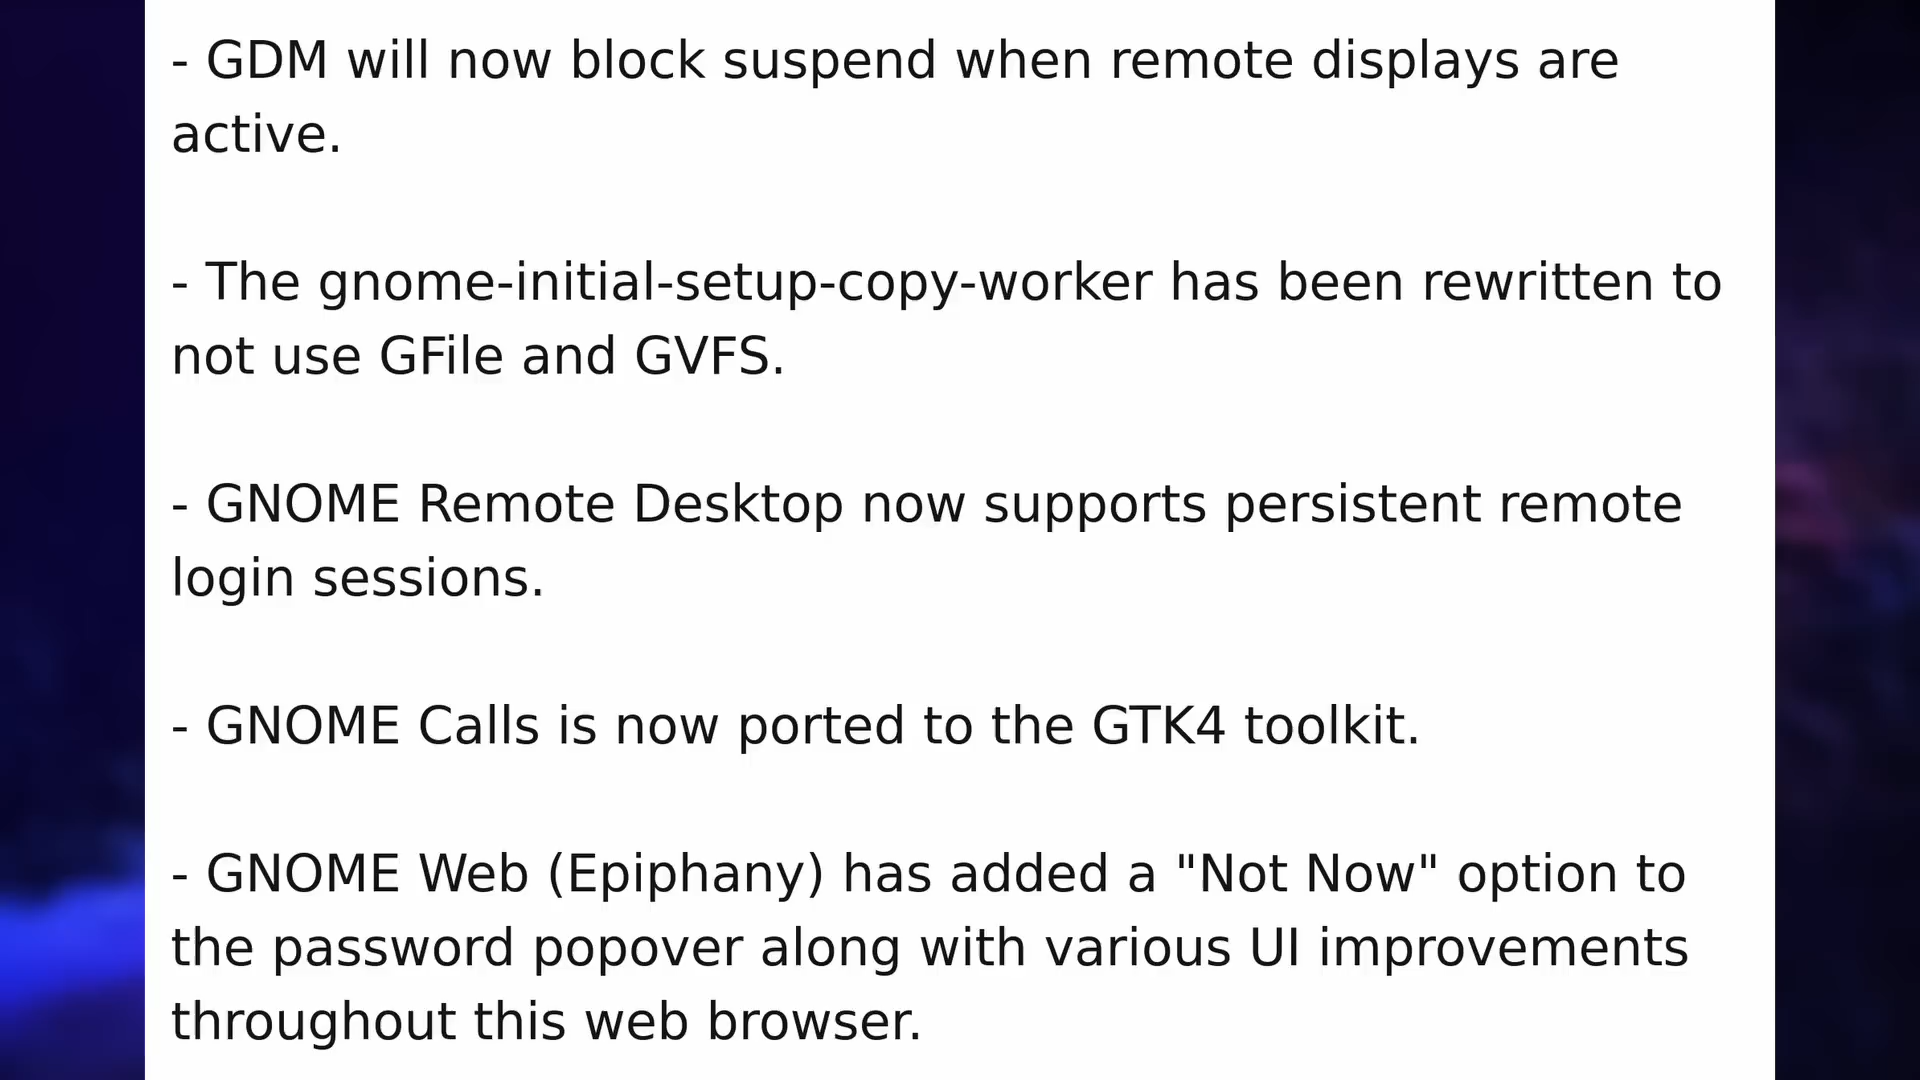 - GDM will now block suspend when remote displays are
active.
- The gnome-initial-setup-copy-worker has been rewritten to
not use GFile and GVFS.
- GNOME Remote Desktop now supports persistent remote
login sessions.
- GNOME Calls is now ported to the GTK4 toolkit.
- GNOME Web (Epiphany) has added a "Not Now" option to
the password popover along with various UI improvements
throughout this web browser.